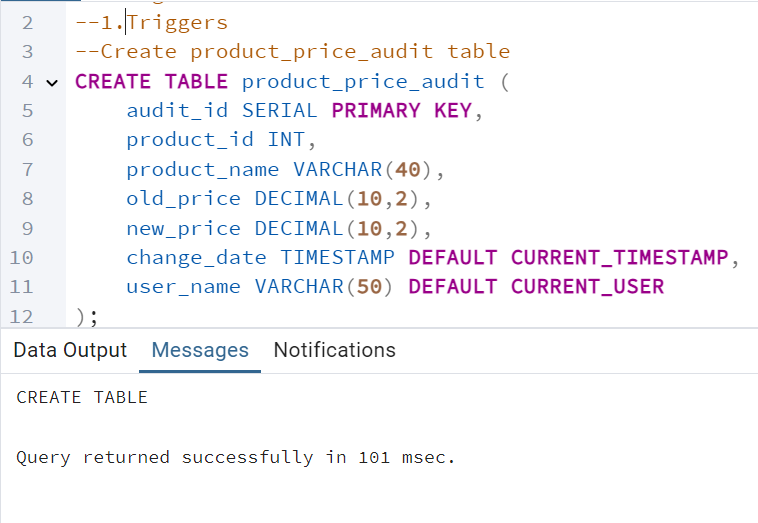 2 --1.Triggers
3 --Create product_price_audit table
4 CREATE TABLE product_price_audit (
5 audit_id SERIAL PRIMARY KEY,
6 product_id INT,
7 product_name VARCHAR(40),
8 old_price DECIMAL(10,2),
9 new_price DECIMAL(10,2),
10 change_date TIMESTAMP DEFAULT CURRENT_TIMESTAMP,
11 user_name VARCHAR(50) DEFAULT CURRENT_USER
12 );
Data Output Messages Notifications
CREATE TABLE
Query returned successfully in 101 msec.